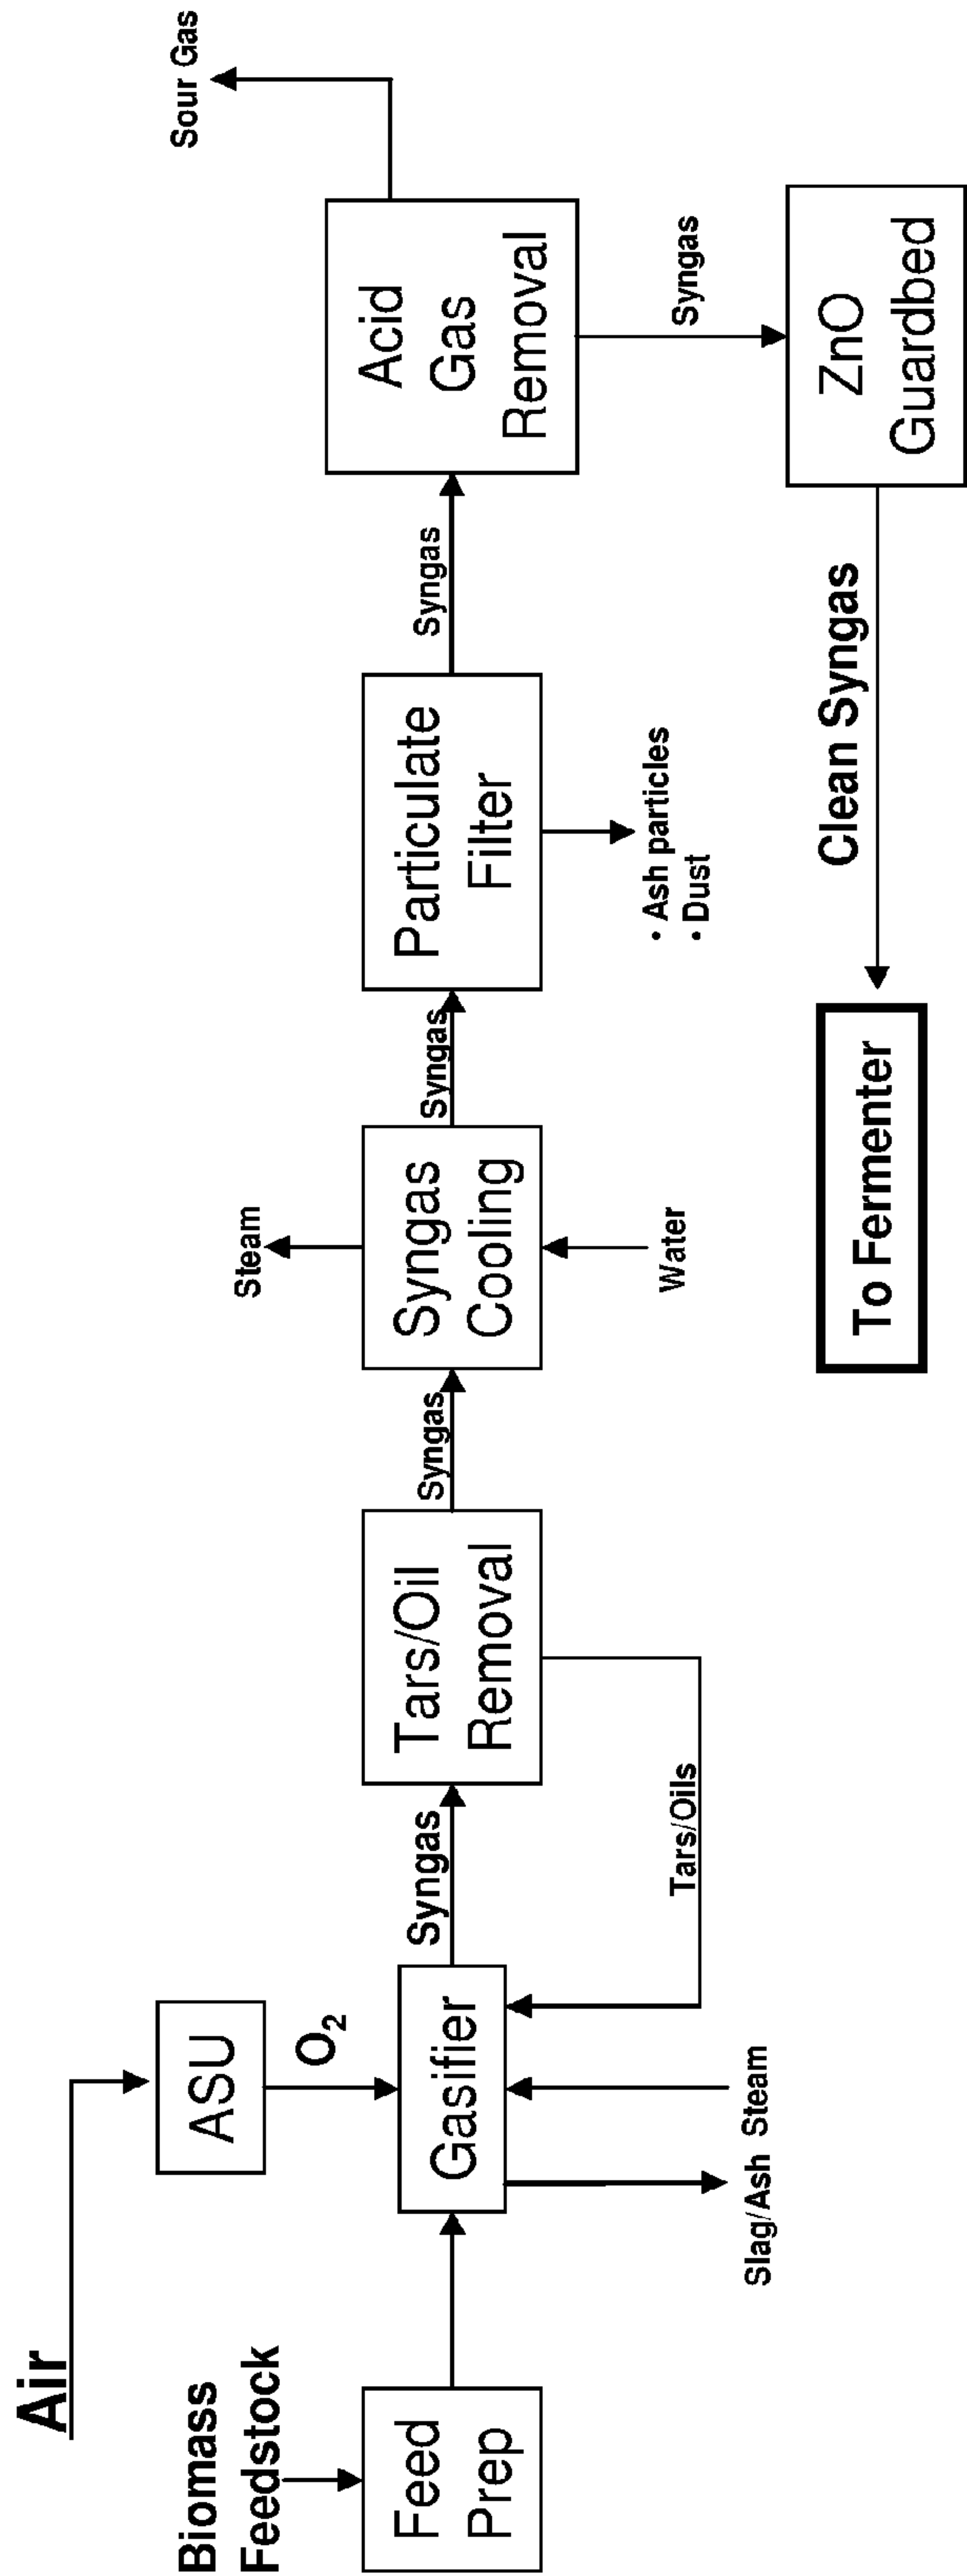 Air
Biomass
Feedstock
Feed
Prep
ASU
O₂
Gasifier
Slag/Ash
Steam
Syngas
Tars/Oils
Tars/Oil
Removal
Syngas
Steam
Syngas
Cooling
Water
Syngas
Particulate
Filter
• Ash particles
• Dust
Syngas
Acid
Gas
Removal
Sour Gas
Syngas
ZnO
Guardbed
Clean Syngas
To Fermenter